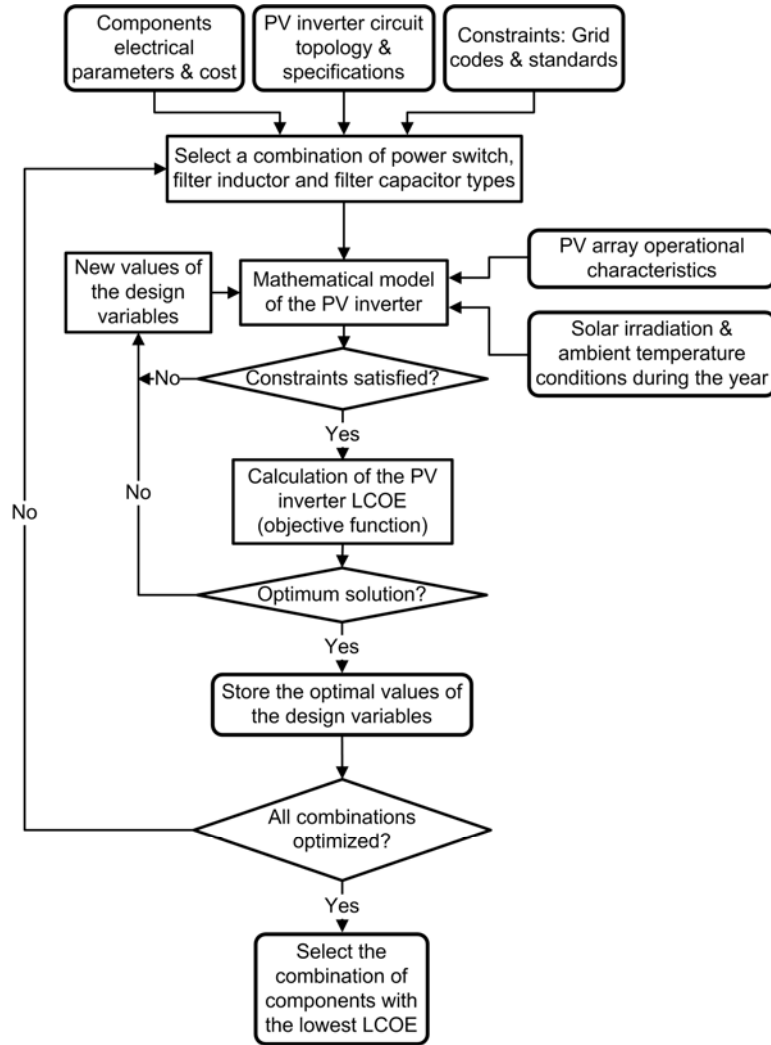 Components
electrical
parameters & cost
PV inverter circuit
topology &
specifications
Constraints: Grid
codes & standards
Select a combination of power switch,
filter inductor and filter capacitor types
New values of
the design
variables
Mathematical model
of the PV inverter
PV array operational
characteristics
Solar irradiation &
ambient temperature
conditions during the year
No
Constraints satisfied?
Yes
Calculation of the PV
inverter LCOE
(objective function)
No
No
Optimum solution?
Yes
Store the optimal values of
the design variables
All combinations
optimized?
Yes
Select the
combination of
components with
the lowest LCOE